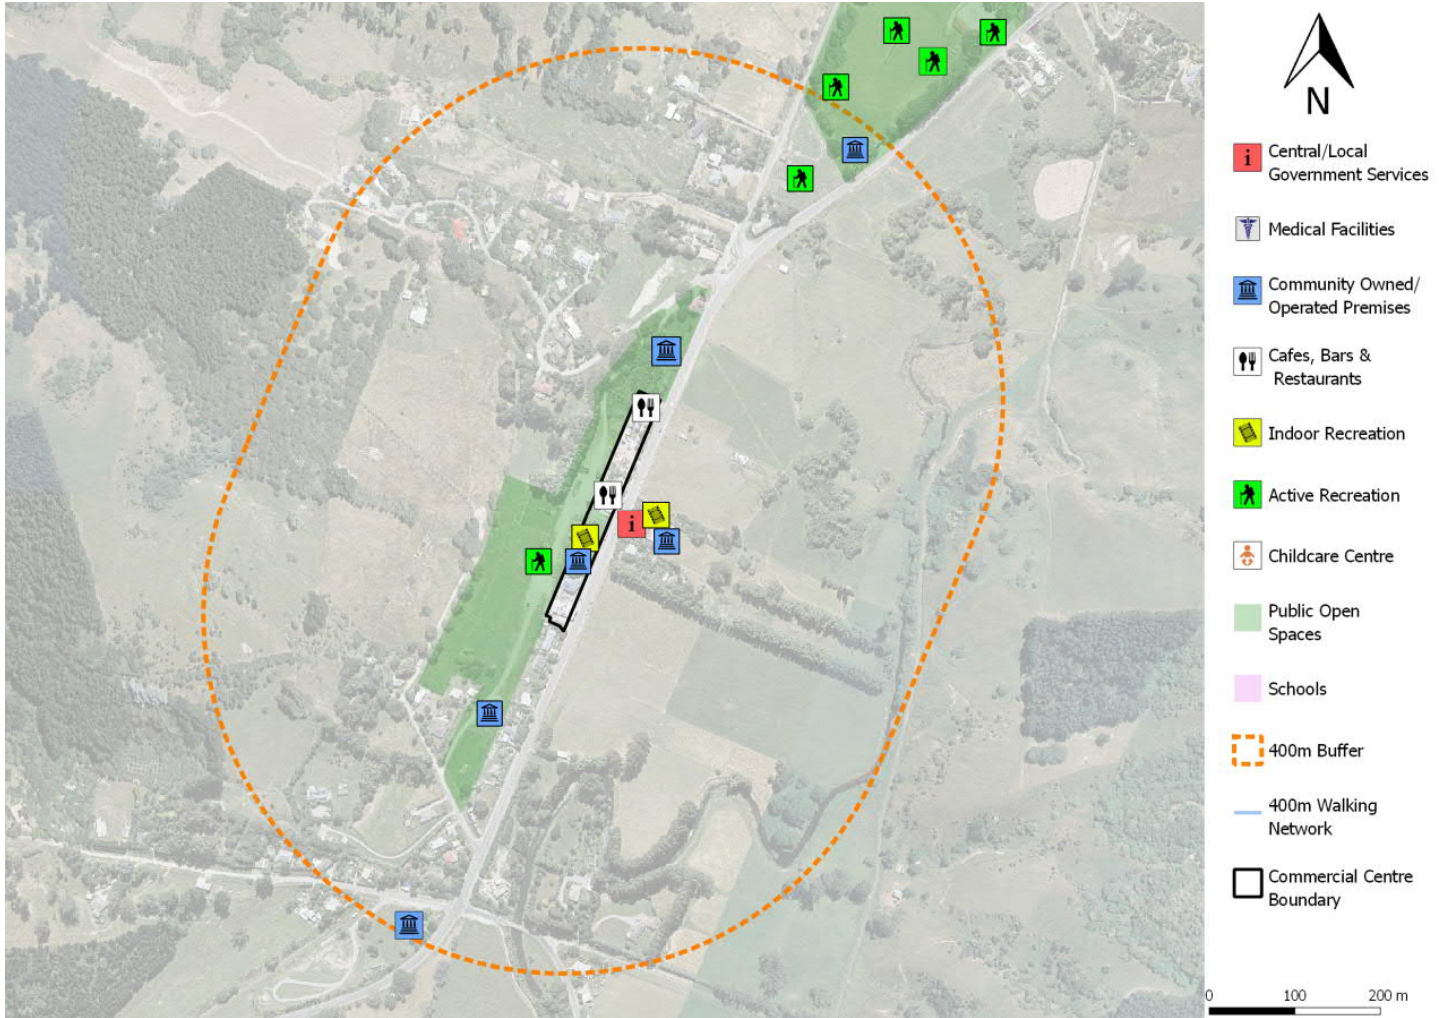 N
Central/Local
Government Services
Medical Facilities
Community Owned/
Operated Premises
Cafes, Bars &
Restaurants
Indoor Recreation
Active Recreation
Childcare Centre
Public Open
Spaces
Schools
400m Buffer
400m Walking
Network
Commercial Centre
Boundary
0 100 200 m
i
i